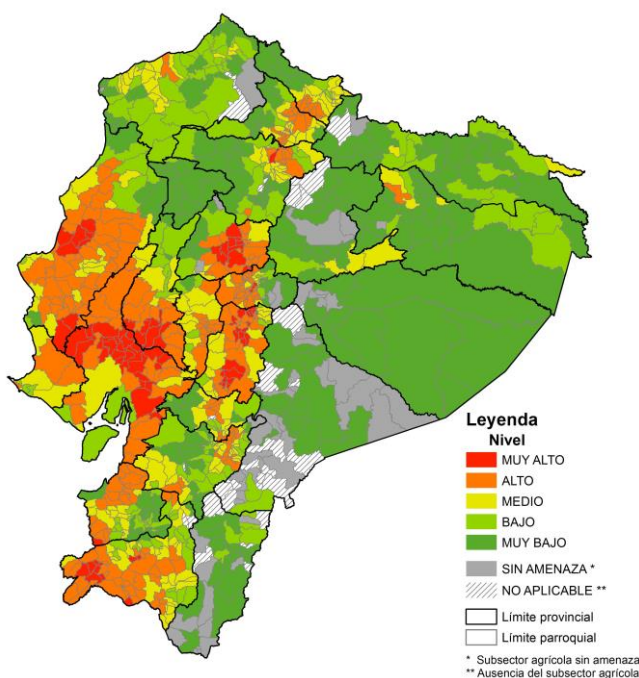 Leyenda
Nivel
MUY ALTO
ALTO
MEDIO
BAJO
MUY BAJO
SIN AMENAZA *
NO APLICABLE **
Límite provincial
Límite parroquial
* Subsector agrícola sin amenaza
** Ausencia del subsector agrícola